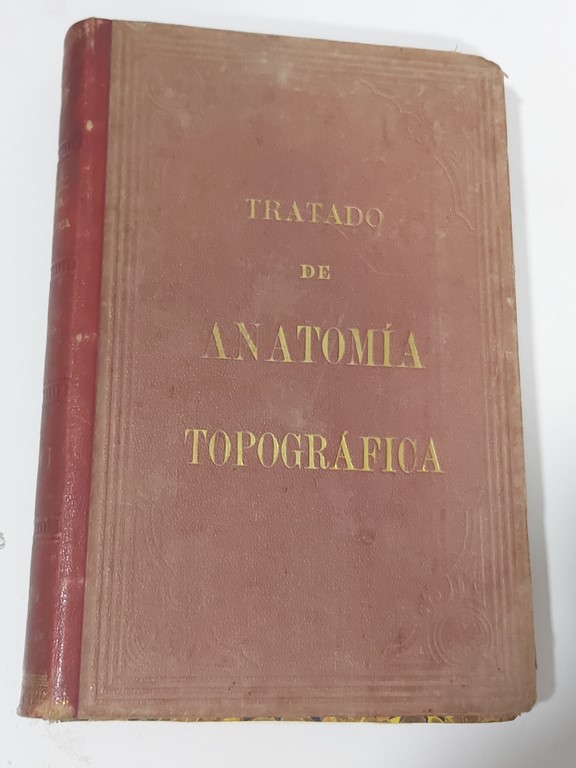 TRATADO
DE
ANATOMÍA
TOPOGRÁFICA